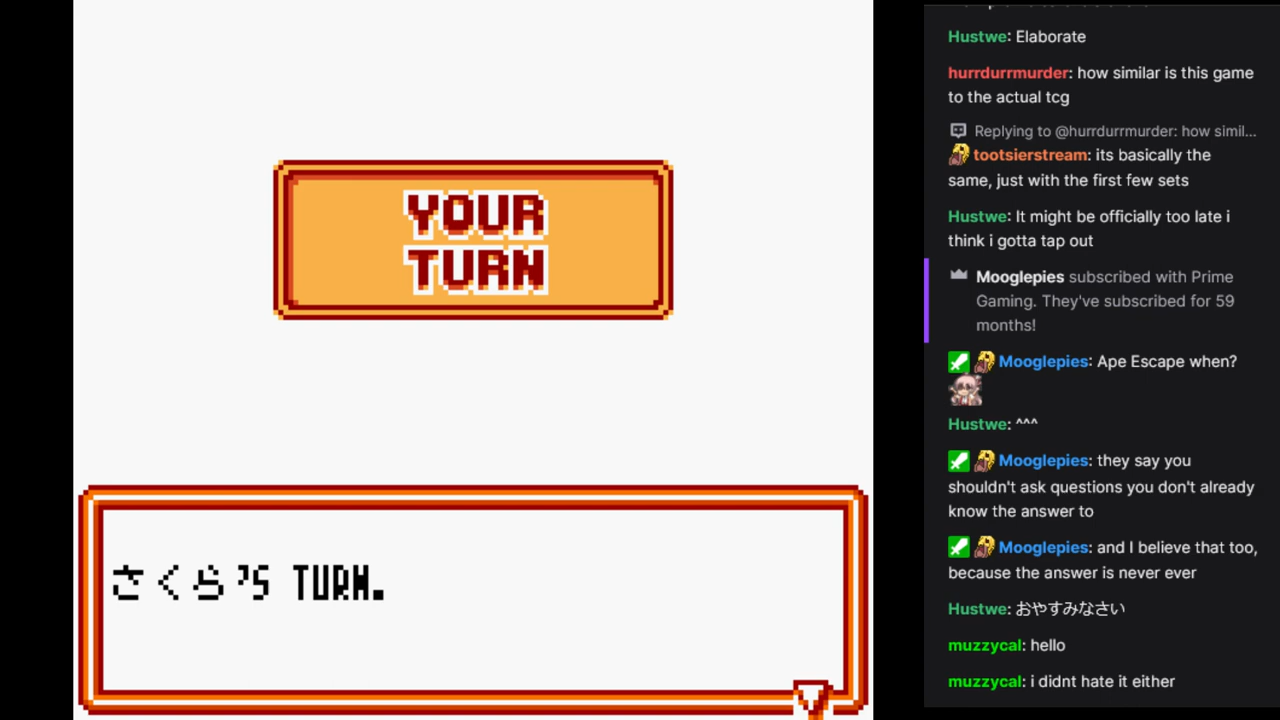 YOUR
TURN
さくら'S TURN.
Hustwe: Elaborate
hurrdurrmurder: how similar is this game
to the actual tcg
Replying to @hurrdurrmurder: how simil...
tootsierstream: its basically the
same, just with the first few sets
Hustwe: It might be officially too late i
think i gotta tap out
Mooglepies subscribed with Prime
Gaming. They've subscribed for 59
months!
Mooglepies: Ape Escape when?
Hustwe: ^^^
Mooglepies: they say you
shouldn't ask questions you don't already
know the answer to
Mooglepies: and I believe that too,
because the answer is never ever
Hustwe: おやすみなさい
muzzycal: hello
muzzycal: i didnt hate it either